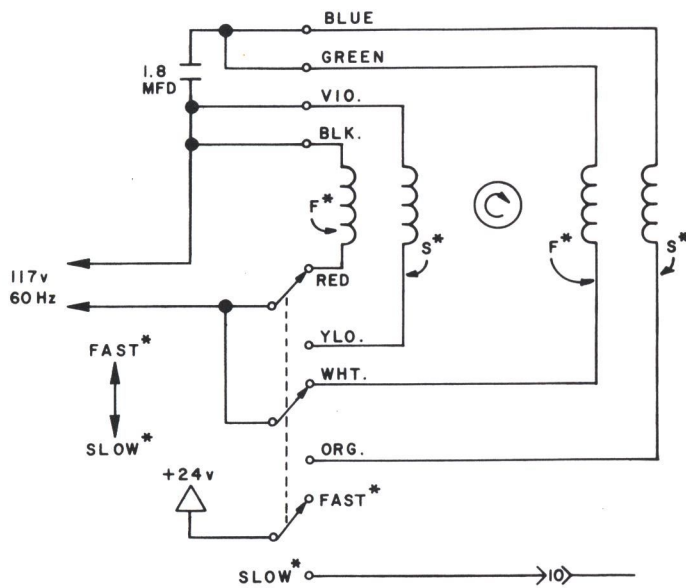 BLUE
GREEN
1.8
MFD
VIO.
BLK.
F*
S*
F*
S*
117v
60 Hz
RED
FAST*
YLO.
WHT.
SLOW*
ORG.
+24v
FAST*
SLOW*
10